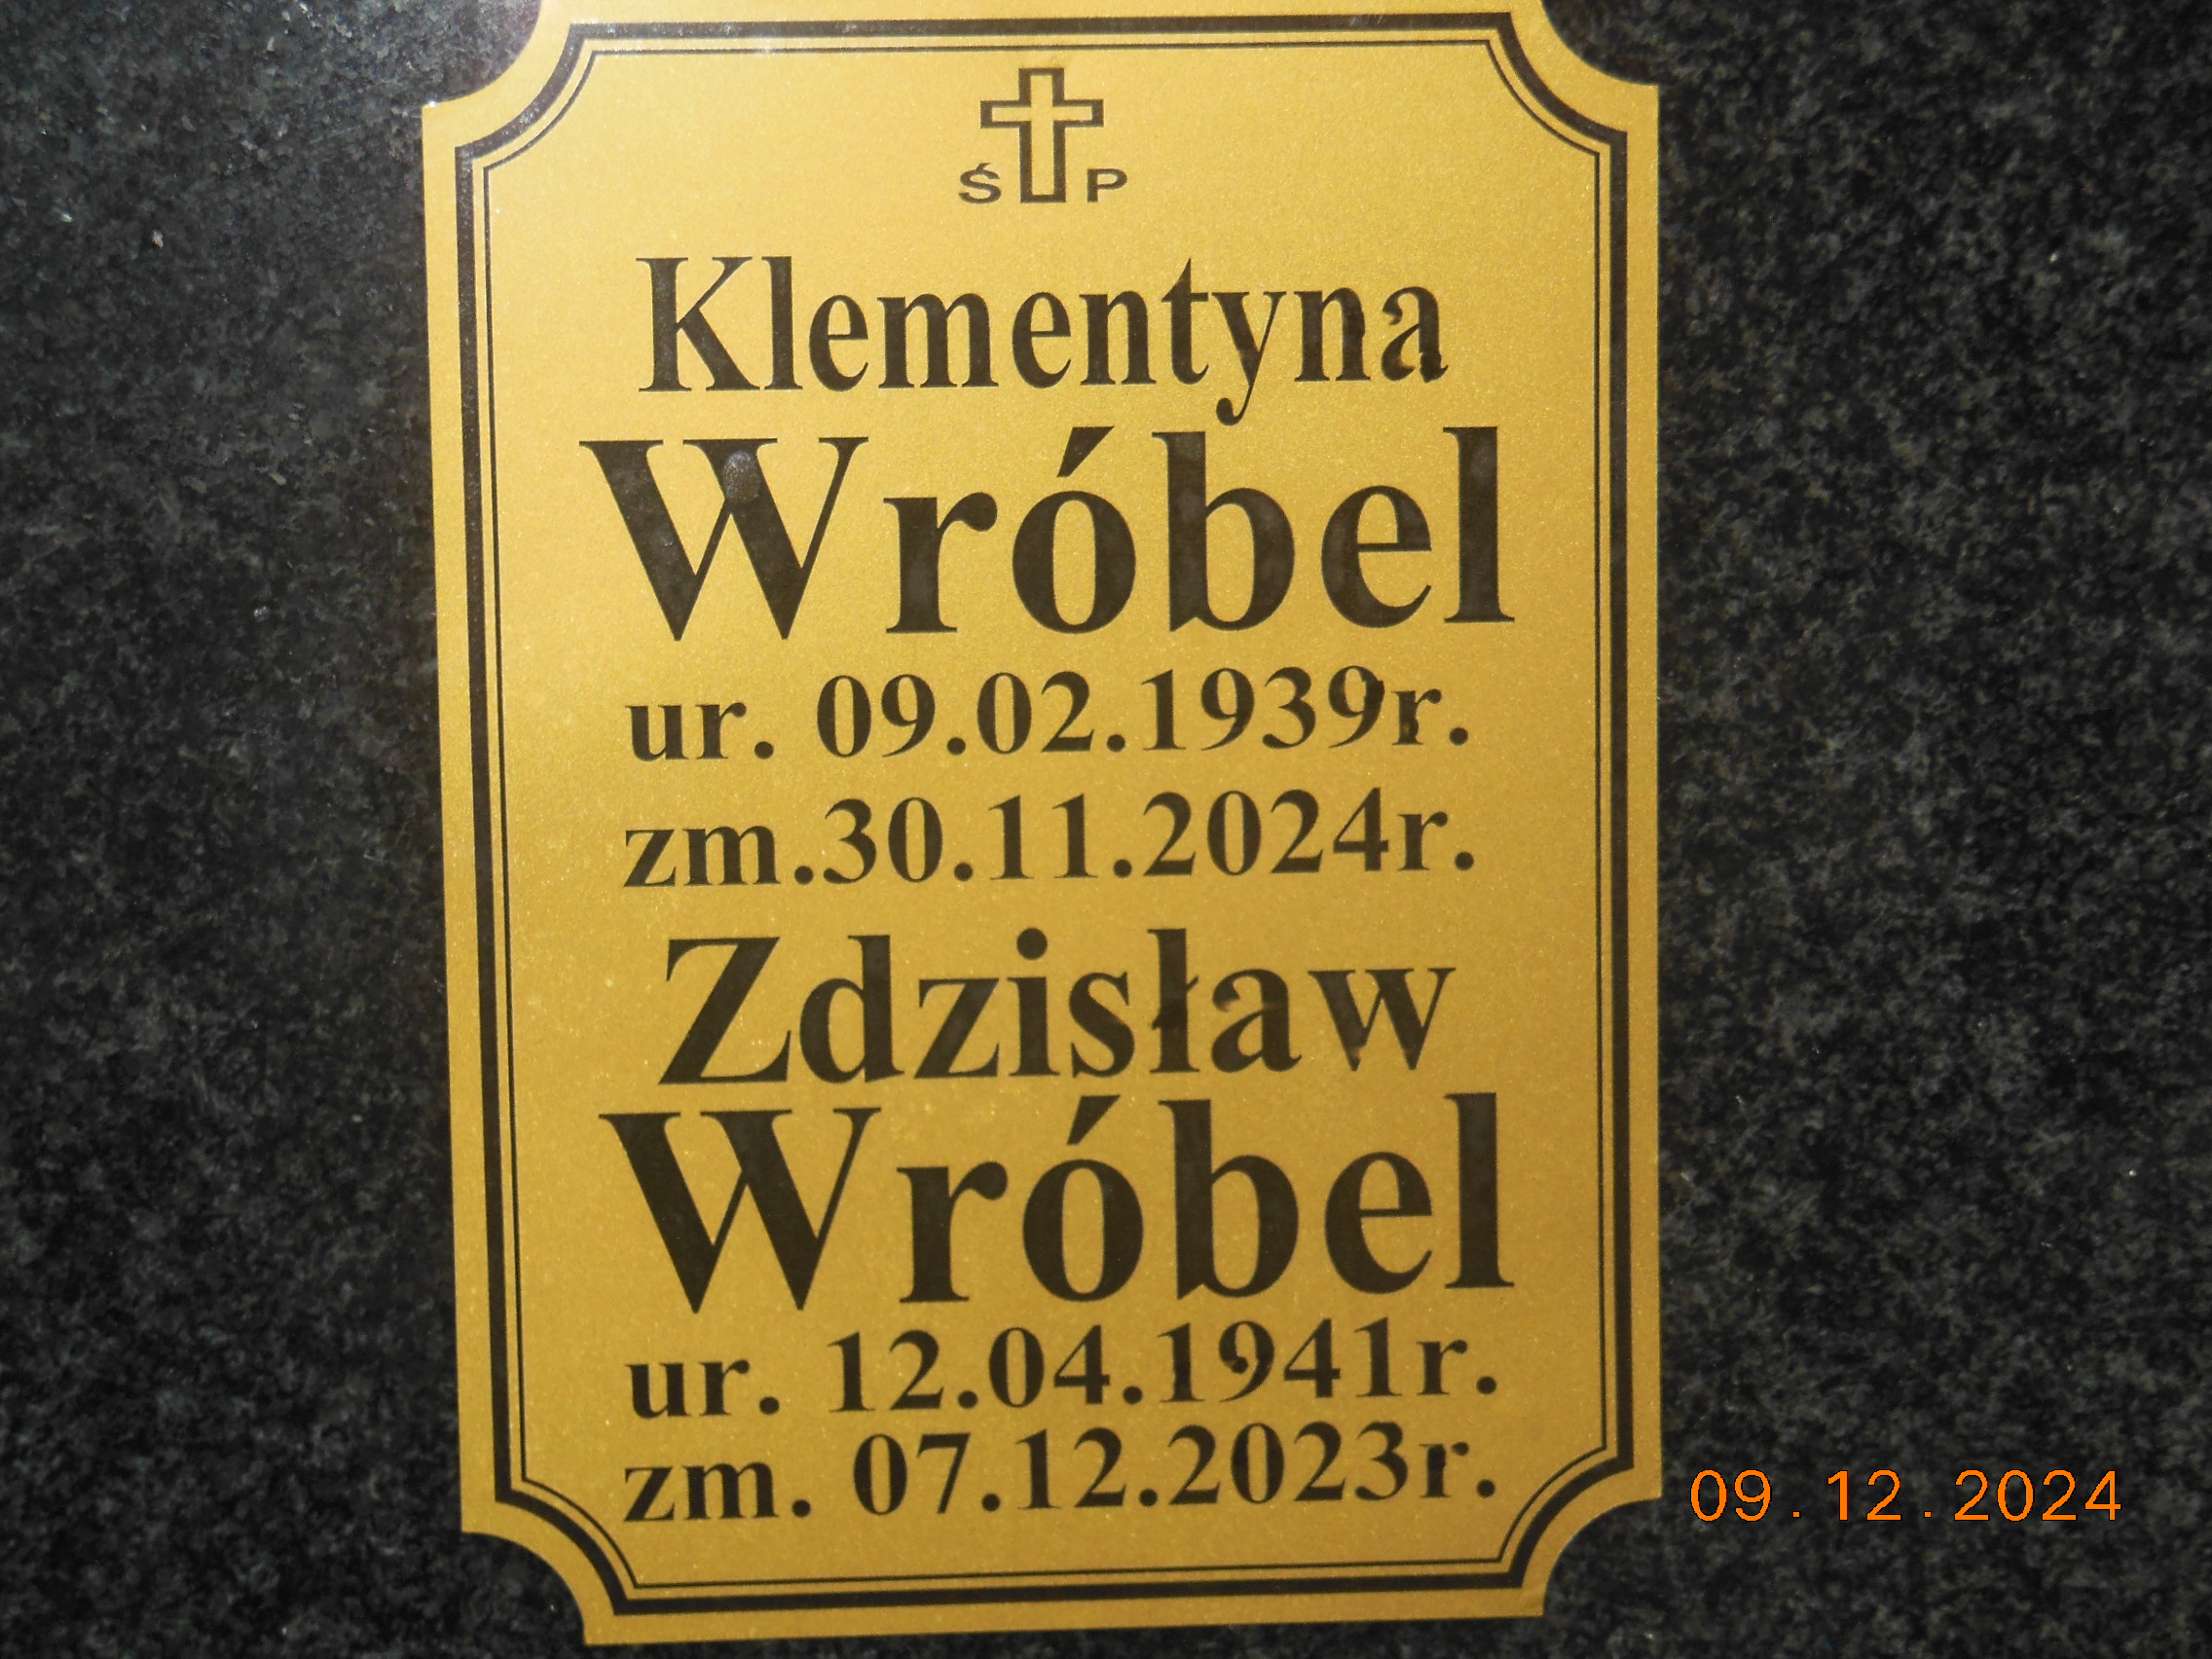 Ś P
Klementyna
Wróbel
ur. 09.02.1939r.
zm.30.11.2024r.
Zdzisław
Wróbel
ur. 12.04.1941r.
zm. 07.12.2023r.
09.12.2024